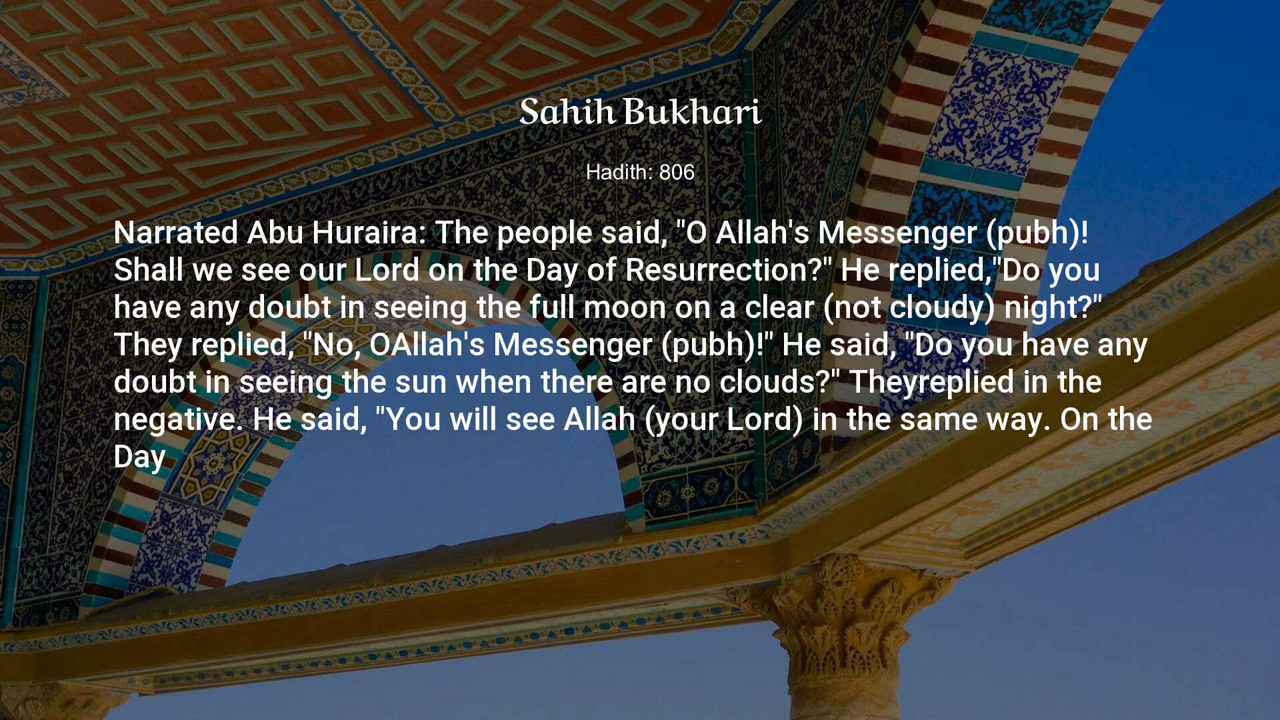 Sahih Bukhari
Hadith: 806
Narrated Abu Huraira: The people said, "O Allah's Messenger (pubh)!
Shall we see our Lord on the Day of Resurrection?" He replied,"Do you
have any doubt in seeing the full moon on a clear (not cloudy) night?"
They replied, "No, OAllah's Messenger (pubh)!" He said, "Do you have any
doubt in seeing the sun when there are no clouds?" Theyreplied in the
negative. He said, "You will see Allah (your Lord) in the same way. On the
Day